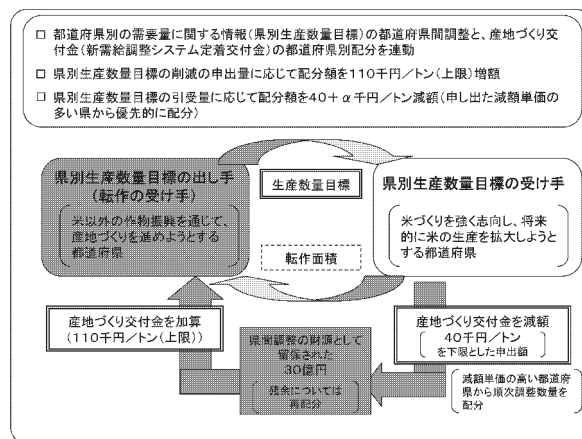 □ 都道府県別の需要量に関する情報(県別生産数量目標)の都道府県間調整と、産地づくり交
付金(新需給調整システム定着交付金)の都道府県別配分を連動
□ 県別生産数量目標の削減の申出量に応じて配分額を110千円/トン(上限)増額
□ 県別生産数量目標の引受量に応じて配分額を40+α千円/トン減額(申し出た減額単価の
多い県から優先的に配分)
県別生産数量目標の出し手
(転作の受け手)
米以外の作物振興を通じて、
産地づくりを進めようとする
都道府県
生産数量目標
転作面積
県別生産数量目標の受け手
米づくりを強く志向し、将来
的に米の生産を拡大しよう
とする都道府県
産地づくり交付金を加算
(110千円/トン(上限))
県間調整の財源として
留保された
30億円
残余については
再配分
産地づくり交付金を減額
40千円/トン
を下限とした申出額
減額単価の高い都道府
県から順次調整数量を
配分